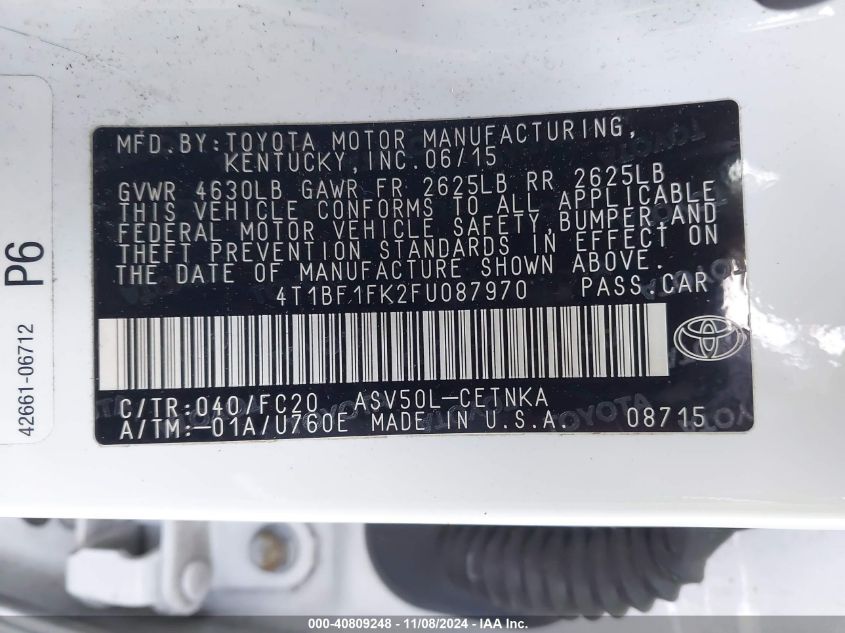 MFD.BY:TOYOTA MOTOR MANUFACTURING,
KENTUCKY,INC.06/15
GVWR 4630LB GAWR FR 2625LB RR 2625LB
THIS VEHICLE CONFORMS TO ALL APPLICABLE
FEDERAL MOTOR VEHICLE SAFETY,BUMPER AND
THEFT PREVENTION STANDARDS IN EFFECT ON
THE DATE OF MANUFACTURE SHOWN ABOVE.
4T1BF1FK2FU087970 PASS.CAR
C/TR:040/FC20 ASV50L-CETNKA
A/TM:-01A/U760E MADE IN U.S.A. 08715
42661-06712 P6
000-40809248 - 11/08/2024 - IAA Inc.